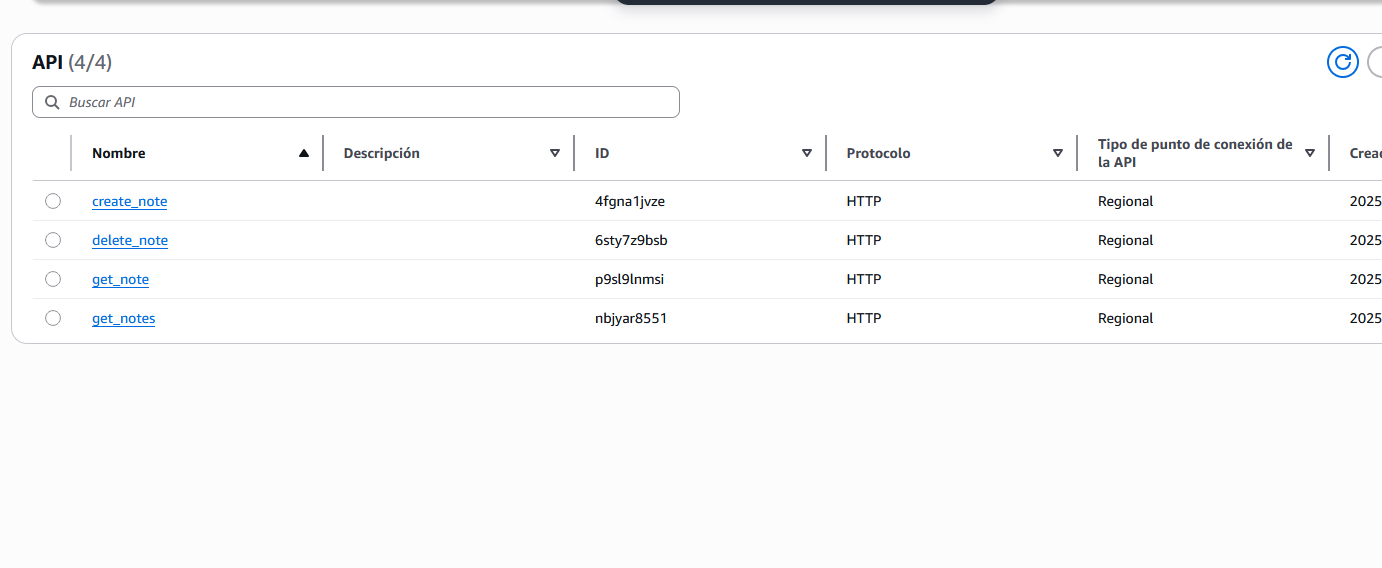 API (4/4)
Buscar API
Nombre Descripción ID Protocolo Tipo de punto de conexión de la API
create_note 4fgna1jvze HTTP Regional 2025
delete_note 6sty7z9bsb HTTP Regional 2025
get_note p9sl9lnmsi HTTP Regional 2025
get_notes nbjyar8551 HTTP Regional 2025